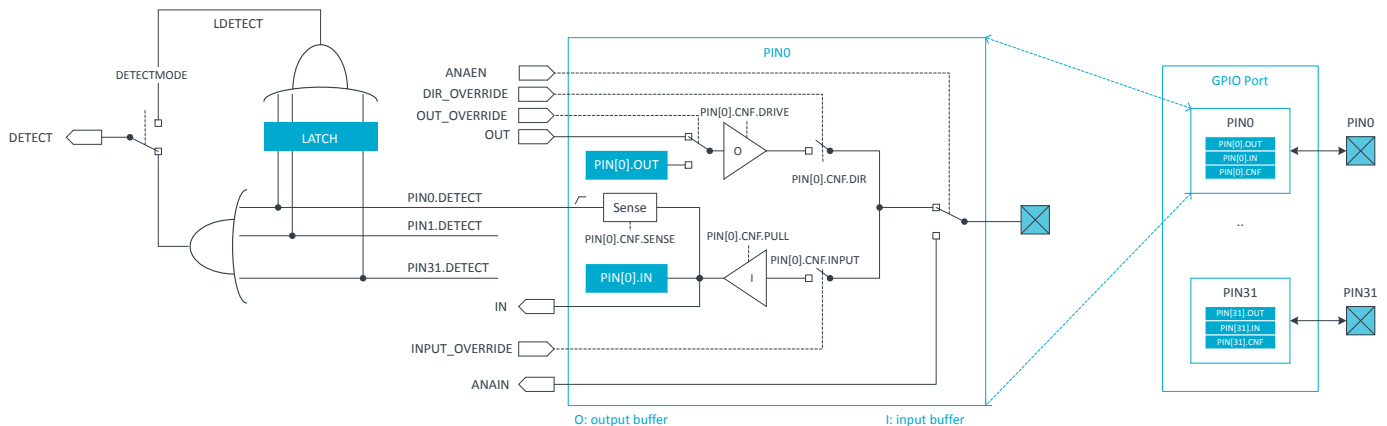 LDETECT
DETECTMODE
DETECT
LATCH
PIN0.DETECT
PIN1.DETECT
PIN31.DETECT
ANAEN
DIR_OVERRIDE
OUT_OVERRIDE
OUT
IN
INPUT_OVERRIDE
ANAIN
PIN0
PIN[0].CNF.DRIVE
O
PIN[0].OUT
PIN[0].CNF.DIR
Sense
PIN[0].CNF.SENSE
PIN[0].CNF.PULL
PIN[0].CNF.INPUT
PIN[0].IN
I
O: output buffer
I: input buffer
GPIO Port
PIN0
PIN[0].OUT
PIN[0].IN
PIN[0].CNF
PIN0
..
PIN31
PIN[31].OUT
PIN[31].IN
PIN[31].CNF
PIN31